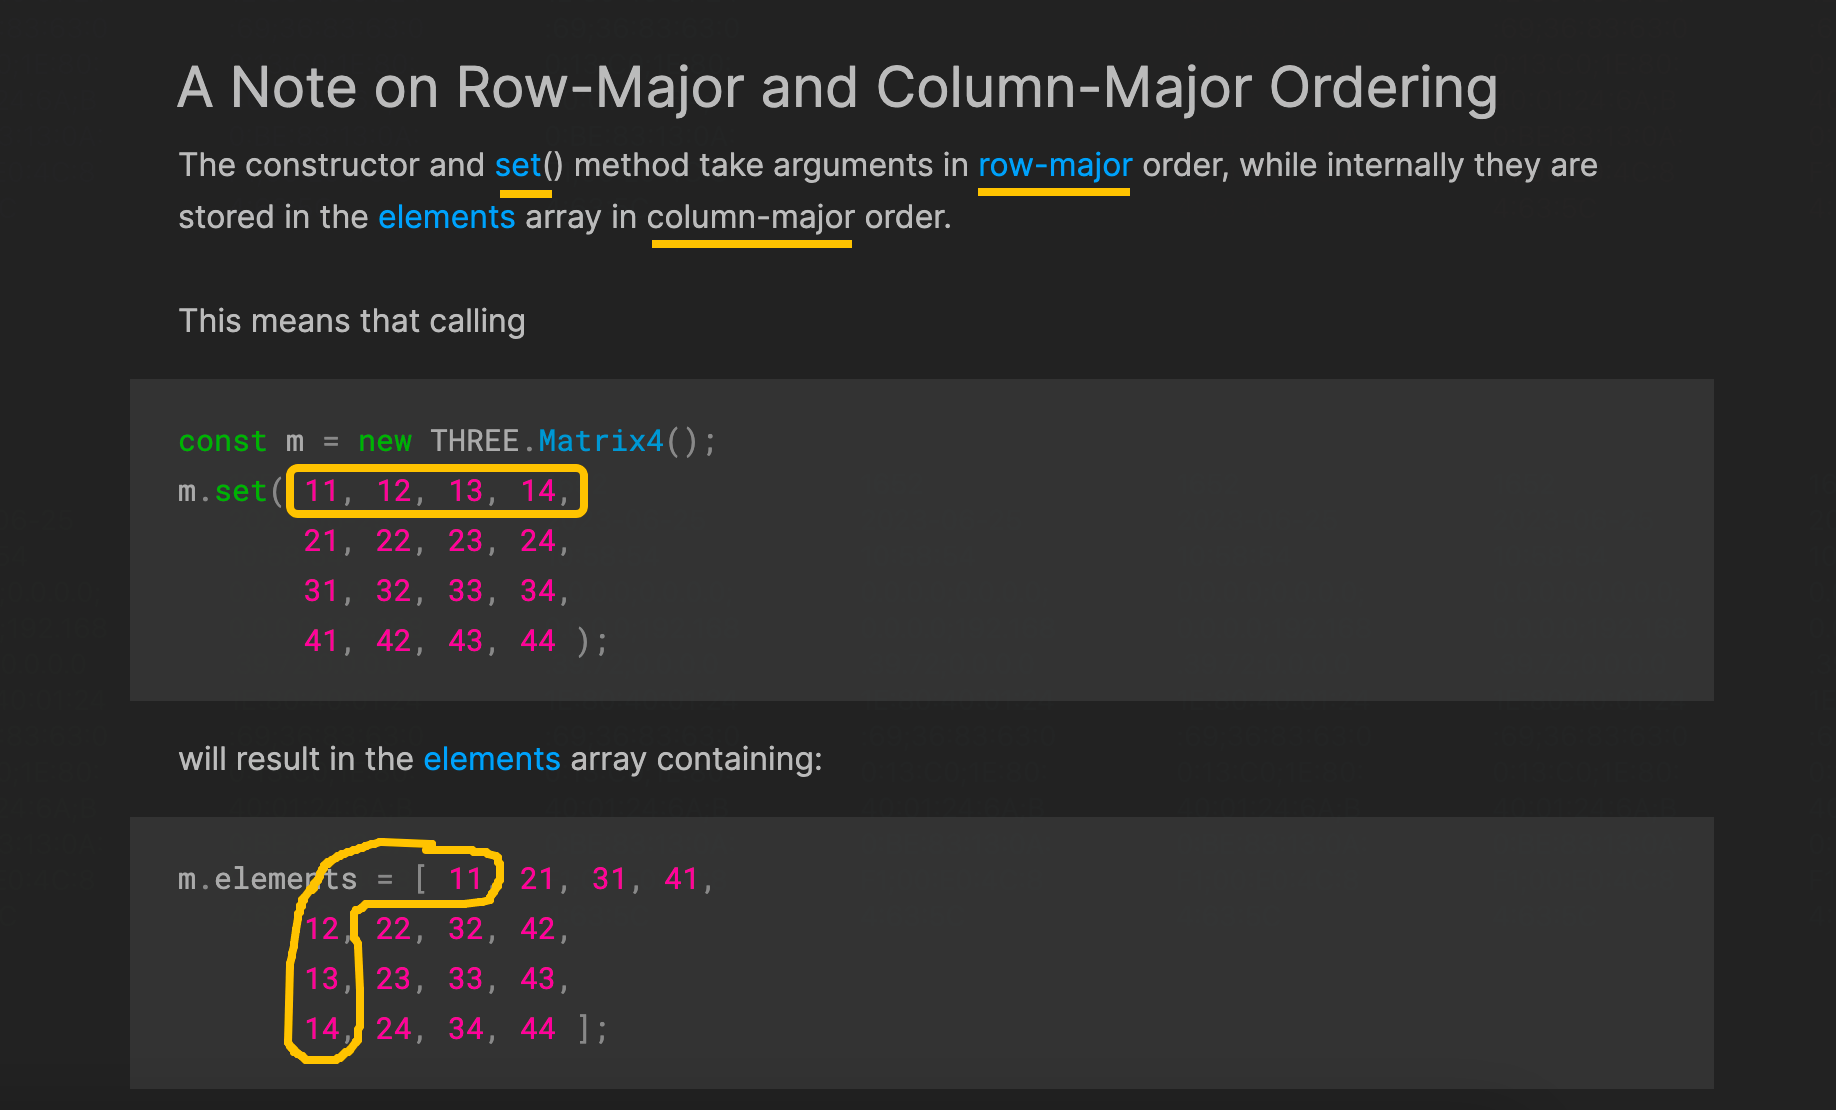 A Note on Row-Major and Column-Major Ordering
The constructor and set() method take arguments in row-major order, while internally they are
stored in the elements array in column-major order.
This means that calling
const m = new THREE.Matrix4();
m.set( 11, 12, 13, 14,
21, 22, 23, 24,
31, 32, 33, 34,
41, 42, 43, 44 );
will result in the elements array containing:
m.elements = [ 11, 21, 31, 41,
12, 22, 32, 42,
13, 23, 33, 43,
14, 24, 34, 44 ];